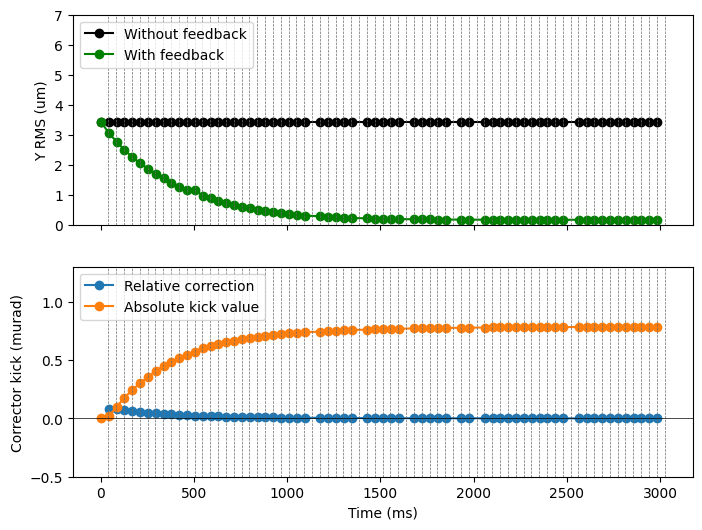 7
6
5
4
3
2
1
0
Y RMS (um)
Without feedback
With feedback
1.0
0.5
0.0
−0.5
Corrector kick (murad)
Relative correction
Absolute kick value
0 500 1000 1500 2000 2500 3000
Time (ms)